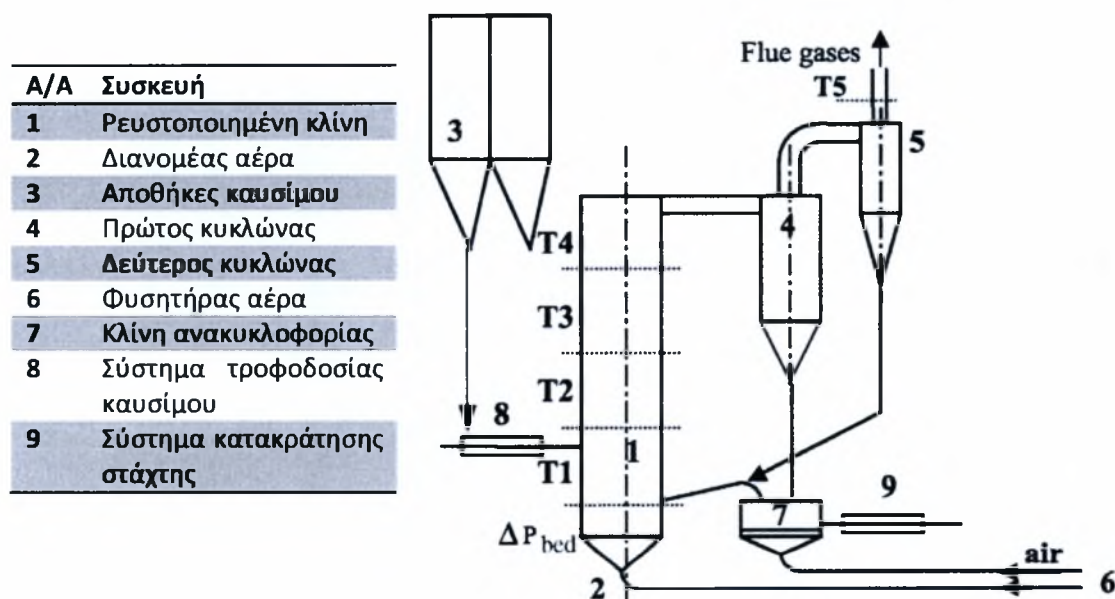 Α/Α Συσκευή
1 Ρευστοποιημένη κλίνη
2 Διανομέας αέρα
3 Αποθήκες καυσίμου
4 Πρώτος κυκλώνας
5 Δεύτερος κυκλώνας
6 Φυσητήρας αέρα
7 Κλίνη ανακυκλοφορίας
8 Σύστημα τροφοδοσίας
καυσίμου
9 Σύστημα κατακράτησης
στάχτης
Flue gases
T5
3
5
4
T4
T3
T2
8
1
T1
9
7
ΔP bed
air
2
6